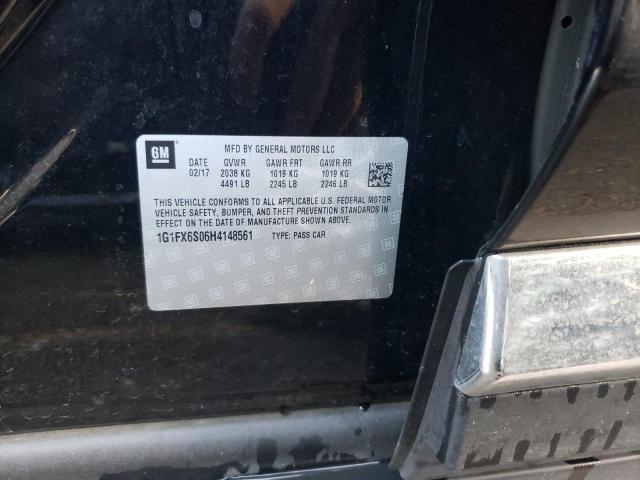 GM
MFD BY GENERAL MOTORS LLC
DATE GVWR GAWR FRT GAWR RR
02/17 2038 KG 1019 KG 1019 KG
4491 LB 2245 LB 2246 LB
THIS VEHICLE CONFORMS TO ALL APPLICABLE U.S. FEDERAL MOTOR
VEHICLE SAFETY, BUMPER, AND THEFT PREVENTION STANDARDS IN
EFFECT ON THE DATE OF MANUFACTURE SHOWN ABOVE.
1G1FX6S06H4148561 TYPE: PASS CAR